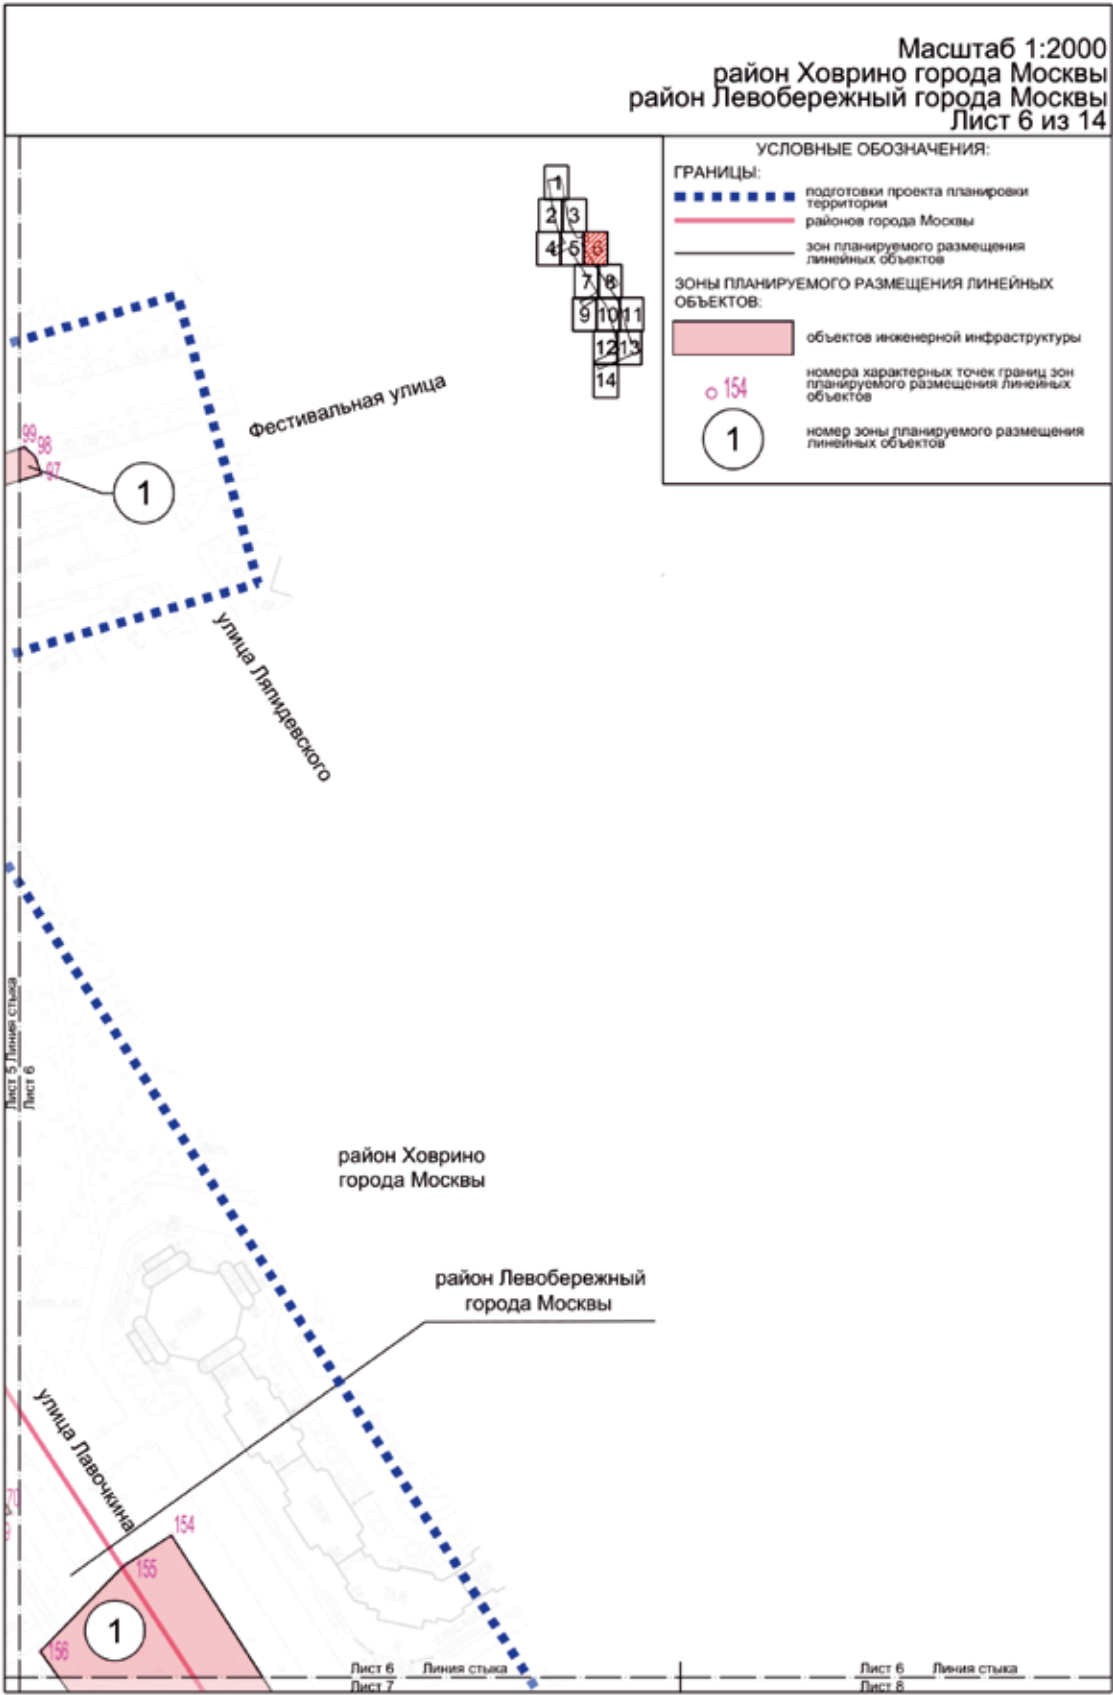 Масштаб 1:2000
район Ховрино города Москвы
район Левобережный города Москвы
Лист 6 из 14
УСЛОВНЫЕ ОБОЗНАЧЕНИЯ:
ГРАНИЦЫ:
подготовки проекта планировки
территории
районов города Москвы
зон планируемого размещения
линейных объектов
ЗОНЫ ПЛАНИРУЕМОГО РАЗМЕЩЕНИЯ ЛИНЕЙНЫХ
ОБЪЕКТОВ:
объектов инженерной инфраструктуры
154
номера характерных точек границ зон
планируемого размещения линейных
объектов
1
номер зоны планируемого размещения
линейных объектов
1
2 3
4 5 6
7 8
9 10 11
12 13
14
Фестивальная улица
99
98
97
1
улица Ляпидевского
Лист 5 Линия стыка
Лист 6
район Ховрино
города Москвы
район Левобережный
города Москвы
улица Лавочкина
70
154
155
1
156
Лист 6 Линия стыка
Лист 7
Лист 6 Линия стыка
Лист 8